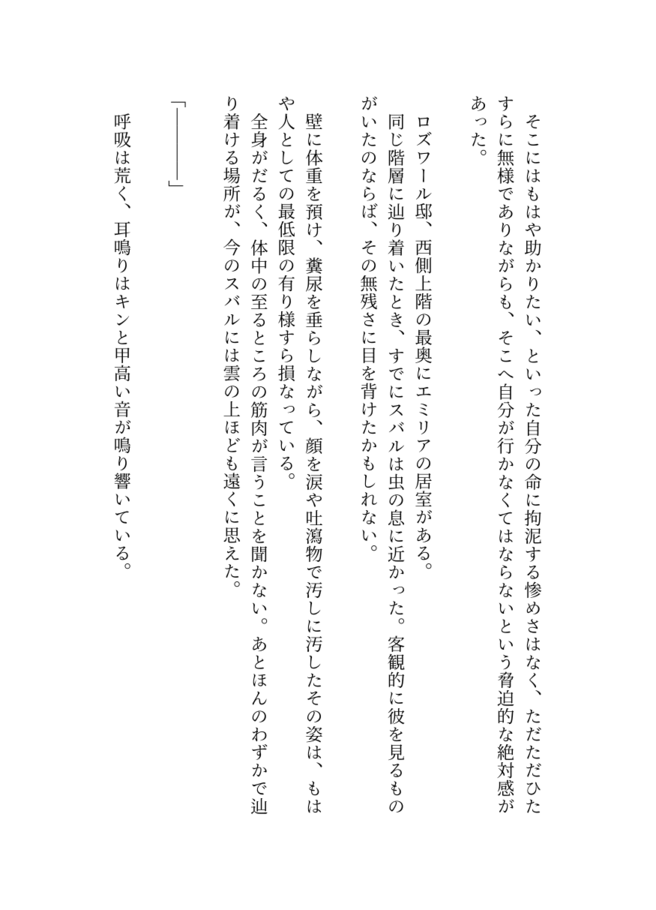 そこにはもはや助かりたい、といった自分の命に拘泥する惨めさはなく、ただただひた
すらに無様でありながらも、そこへ自分が行かなくてはならないという脅迫的な絶対感が
あった。
ロズワール邸、西側上階の最奥にエミリアの居室がある。
同じ階層に辿り着いたとき、すでにスバルは虫の息に近かった。客観的に彼を見るもの
がいたのならば、その無残さに目を背けたかもしれない。
壁に体重を預け、糞尿を垂らしながら、顔を涙や吐瀉物で汚しに汚したその姿は、もは
や人としての最低限の有り様すら損なっている。
全身がだるく、体中の至るところの筋肉が言うことを聞かない。あとほんのわずかで辿
り着ける場所が、今のスバルには雲の上ほども遠くに思えた。
「――――」
呼吸は荒く、耳鳴りはキンと甲高い音が鳴り響いている。